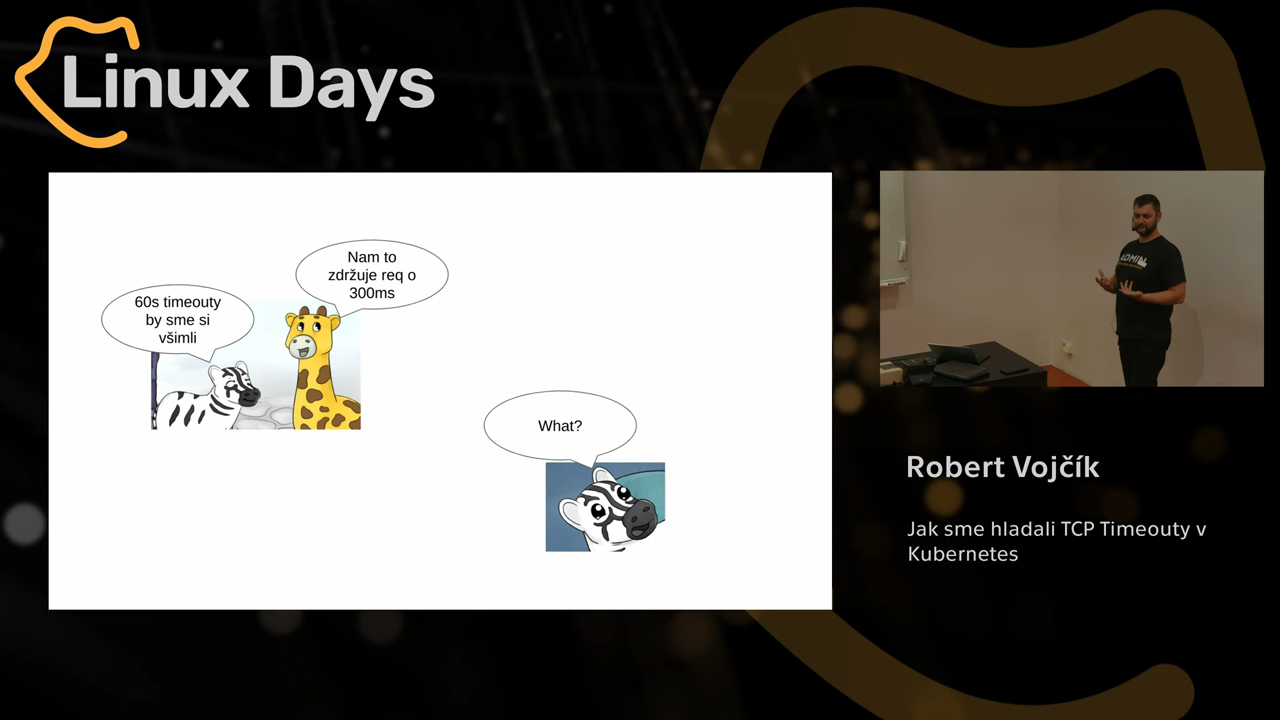 Linux Days
Nam to
zdržuje req o
300ms
60s timeouty
by sme si
všimli
What?
ADMIN
Robert Vojčík
Jak sme hladali TCP Timeouty v
Kubernetes